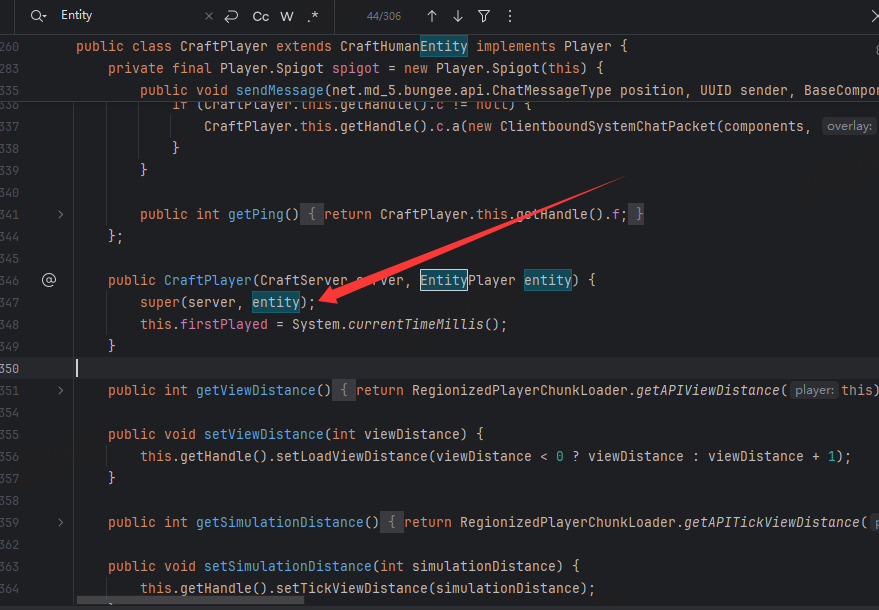 Entity × Cc W .* 44/306
260 public class CraftPlayer extends CraftHumanEntity implements Player {
283 private final Player.Spigot spigot = new Player.Spigot(this) {
335 public void sendMessage(net.md_5.bungee.api.ChatMessageType position, UUID sender, BaseCompon
336 if (CraftPlayer.this.getHandle().c != null) {
337 CraftPlayer.this.getHandle().c.a(new ClientboundSystemChatPacket(components, overlay:
338 }
339 }
340
341 public int getPing() { return CraftPlayer.this.getHandle().f; }
344 };
345
346 @ public CraftPlayer(CraftServer server, EntityPlayer entity) {
347 super(server, entity);
348 this.firstPlayed = System.currentTimeMillis();
349 }
350
351 public int getViewDistance() { return RegionizedPlayerChunkLoader.getAPIViewDistance( player: this)
354
355 public void setViewDistance(int viewDistance) {
356 this.getHandle().setLoadViewDistance(viewDistance < 0 ? viewDistance : viewDistance + 1);
357 }
358
359 public int getSimulationDistance() { return RegionizedPlayerChunkLoader.getAPITickViewDistance( p
362
363 public void setSimulationDistance(int simulationDistance) {
364 this.getHandle().setTickViewDistance(simulationDistance);